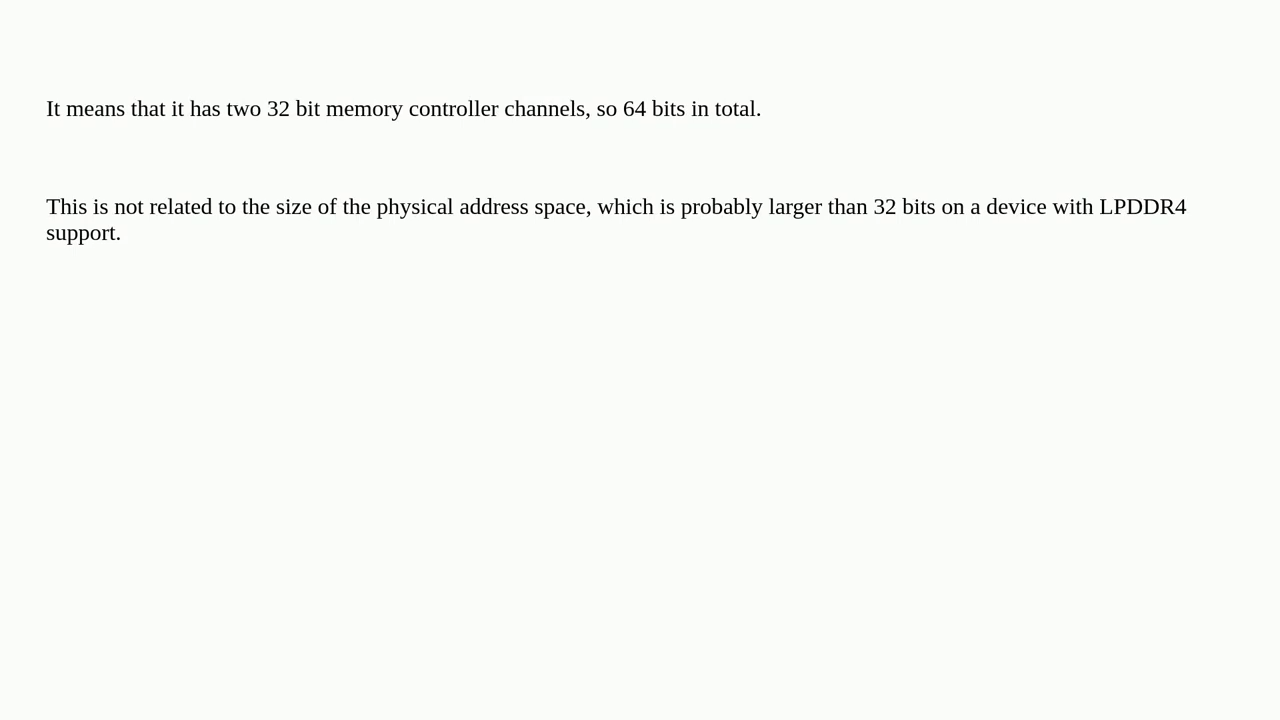 It means that it has two 32 bit memory controller channels, so 64 bits in total.
This is not related to the size of the physical address space, which is probably larger than 32 bits on a device with LPDDR4
support.